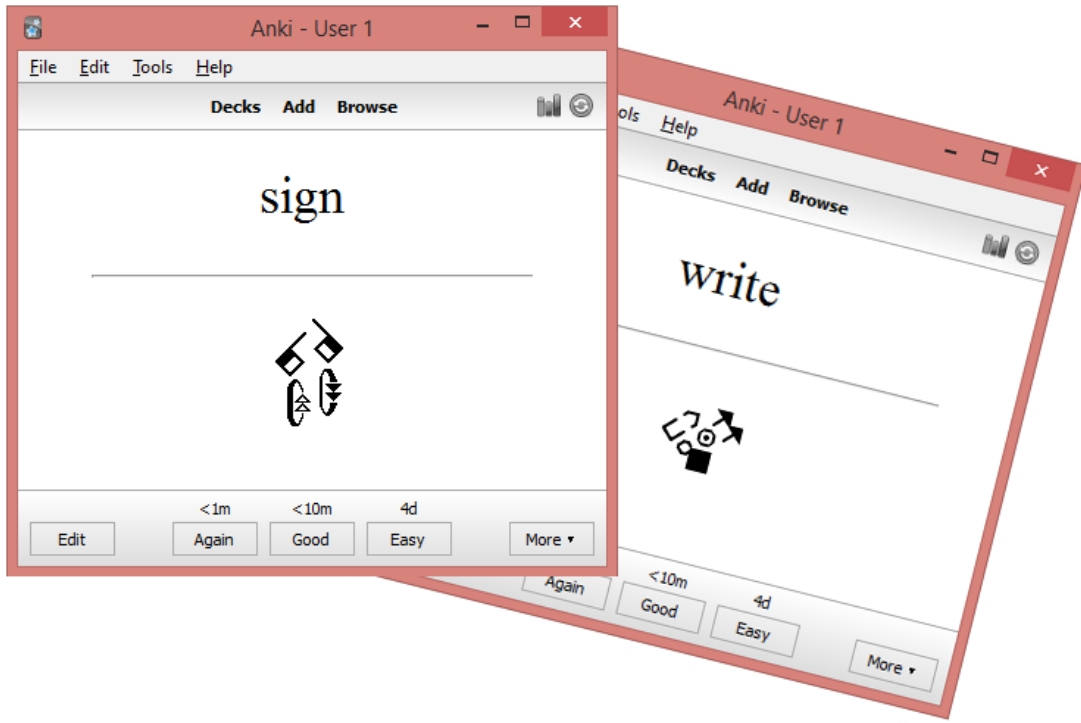 Anki - User 1
File Edit Tools Help
Decks Add Browse
sign
<1m <10m 4d
Edit Again Good Easy More ▾
Anki - User 1
ols Help
Decks Add Browse
write
<10m 4d
Again Good Easy More ▾